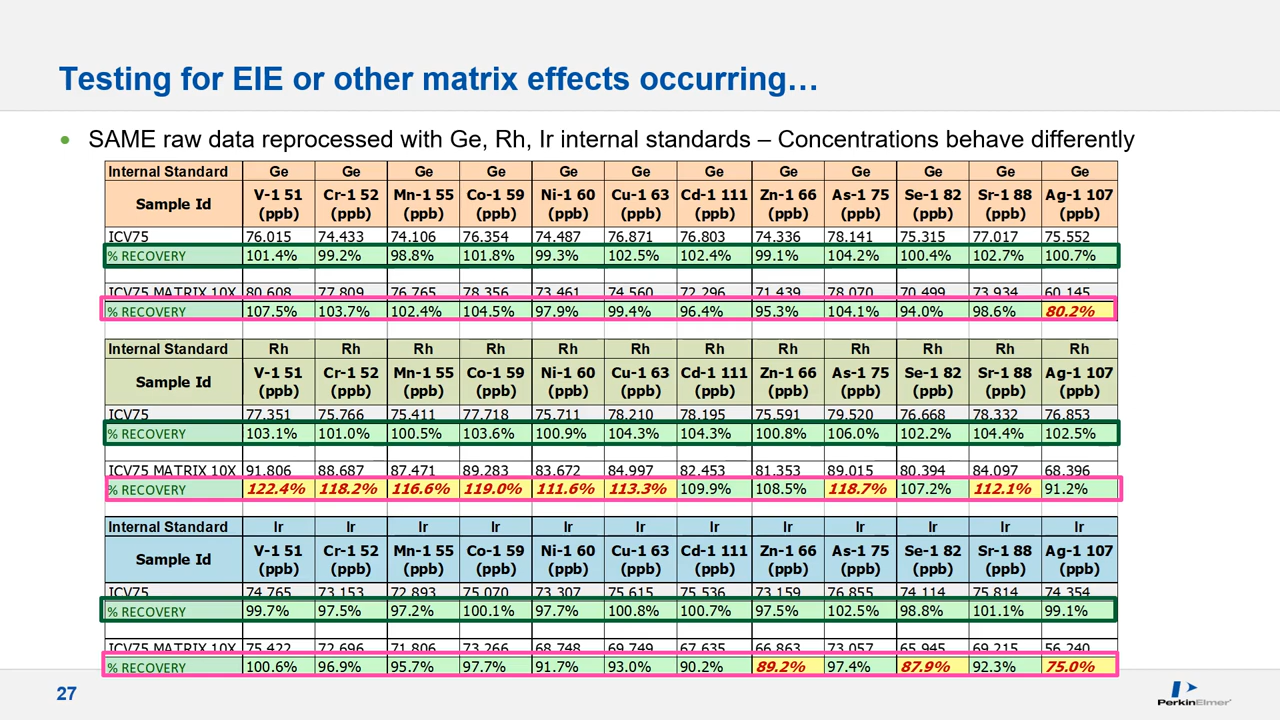 Testing for EIE or other matrix effects occurring…
• SAME raw data reprocessed with Ge, Rh, Ir internal standards – Concentrations behave differently
Internal Standard Ge Ge Ge Ge Ge Ge Ge Ge Ge Ge Ge Ge
Sample Id V-1 51 (ppb) Cr-1 52 (ppb) Mn-1 55 (ppb) Co-1 59 (ppb) Ni-1 60 (ppb) Cu-1 63 (ppb) Cd-1 111 (ppb) Zn-1 66 (ppb) As-1 75 (ppb) Se-1 82 (ppb) Sr-1 88 (ppb) Ag-1 107 (ppb)
ICV75 76.015 74.433 74.106 76.354 74.487 76.871 76.803 74.336 78.141 75.315 77.017 75.552
% RECOVERY 101.4% 99.2% 98.8% 101.8% 99.3% 102.5% 102.4% 99.1% 104.2% 100.4% 102.7% 100.7%
ICV75 MATRIX 10X 80.608 77.809 76.765 78.356 73.461 74.560 72.296 71.439 78.070 70.499 73.934 60.145
% RECOVERY 107.5% 103.7% 102.4% 104.5% 97.9% 99.4% 96.4% 95.3% 104.1% 94.0% 98.6% 80.2%
Internal Standard Rh Rh Rh Rh Rh Rh Rh Rh Rh Rh Rh Rh
Sample Id V-1 51 (ppb) Cr-1 52 (ppb) Mn-1 55 (ppb) Co-1 59 (ppb) Ni-1 60 (ppb) Cu-1 63 (ppb) Cd-1 111 (ppb) Zn-1 66 (ppb) As-1 75 (ppb) Se-1 82 (ppb) Sr-1 88 (ppb) Ag-1 107 (ppb)
ICV75 77.351 75.766 75.411 77.718 75.711 78.210 78.195 75.591 79.520 76.668 78.332 76.853
% RECOVERY 103.1% 101.0% 100.5% 103.6% 100.9% 104.3% 104.3% 100.8% 106.0% 102.2% 104.4% 102.5%
ICV75 MATRIX 10X 91.806 88.687 87.471 89.283 83.672 84.997 82.453 81.353 89.015 80.394 84.097 68.396
% RECOVERY 122.4% 118.2% 116.6% 119.0% 111.6% 113.3% 109.9% 108.5% 118.7% 107.2% 112.1% 91.2%
Internal Standard Ir Ir Ir Ir Ir Ir Ir Ir Ir Ir Ir Ir
Sample Id V-1 51 (ppb) Cr-1 52 (ppb) Mn-1 55 (ppb) Co-1 59 (ppb) Ni-1 60 (ppb) Cu-1 63 (ppb) Cd-1 111 (ppb) Zn-1 66 (ppb) As-1 75 (ppb) Se-1 82 (ppb) Sr-1 88 (ppb) Ag-1 107 (ppb)
ICV75 74.765 73.153 72.893 75.070 73.307 75.615 75.536 73.159 76.855 74.114 75.814 74.354
% RECOVERY 99.7% 97.5% 97.2% 100.1% 97.7% 100.8% 100.7% 97.5% 102.5% 98.8% 101.1% 99.1%
ICV75 MATRIX 10X 75.422 72.696 71.806 73.266 68.748 69.749 67.635 66.863 73.057 65.945 69.215 56.240
% RECOVERY 100.6% 96.9% 95.7% 97.7% 91.7% 93.0% 90.2% 89.2% 97.4% 87.9% 92.3% 75.0%
27
PerkinElmer